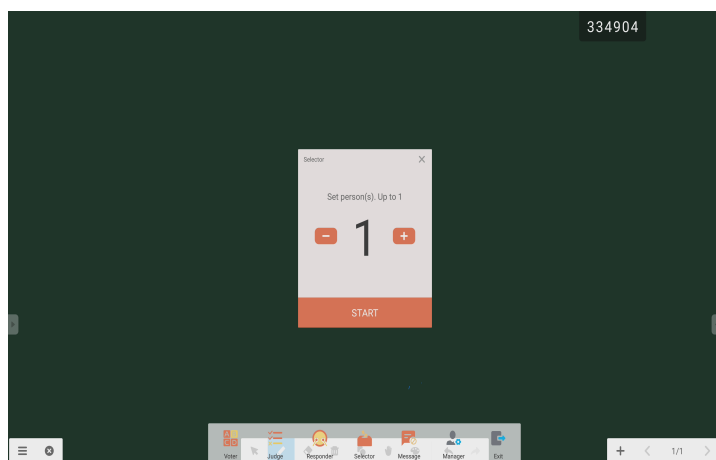 334904
Selector
Set person(s). Up to 1
1
START
A B
C D
Voter
Judge
Responder
Selector
Message
Manager
Exit
1/1